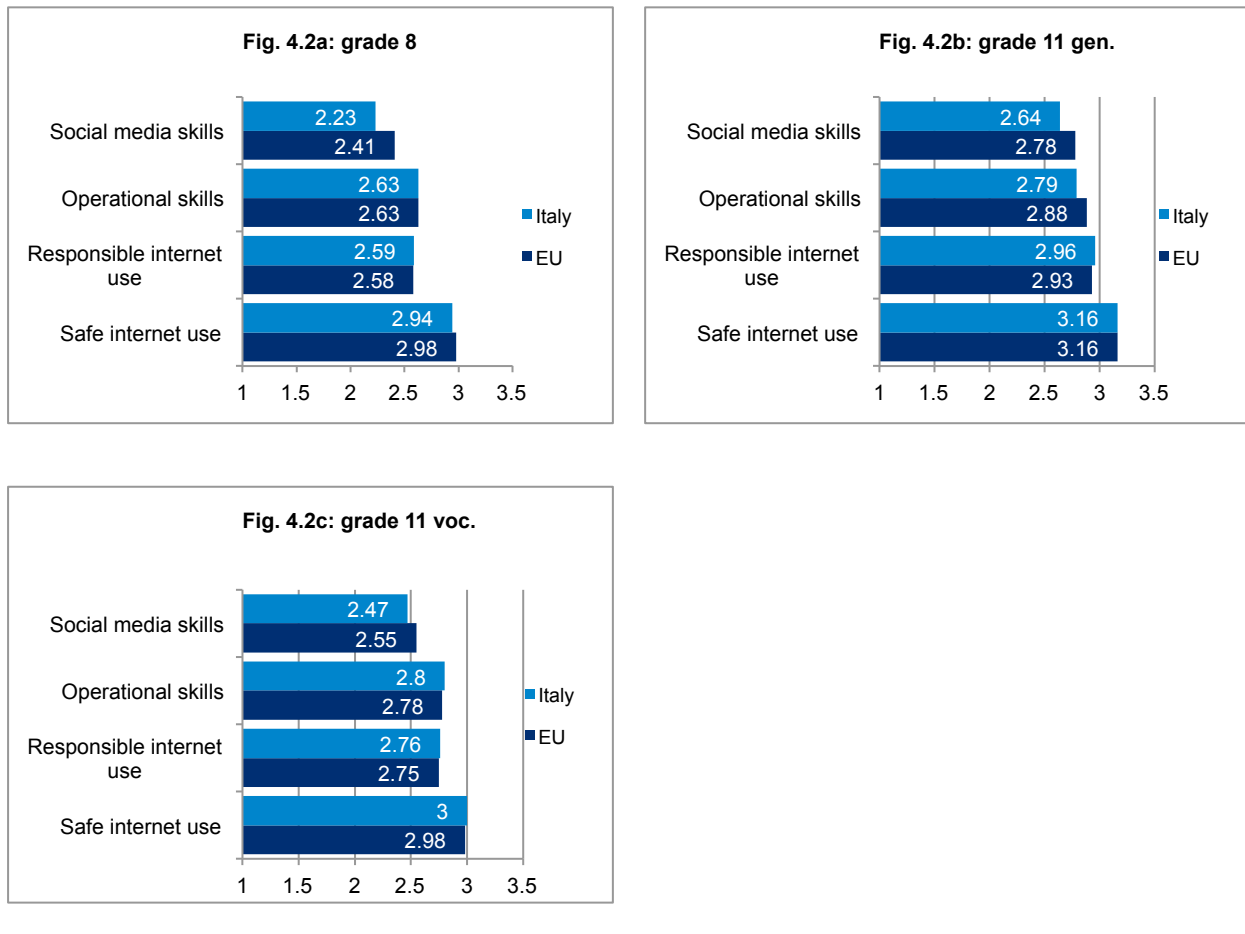 Fig. 4.2a: grade 8
Social media skills
2.23
2.41
Operational skills
2.63
2.63
Responsible internet
use
2.59
2.58
Safe internet use
2.94
2.98
Italy
EU
1 1.5 2 2.5 3 3.5
Fig. 4.2b: grade 11 gen.
Social media skills
2.64
2.78
Operational skills
2.79
2.88
Responsible internet
use
2.96
2.93
Safe internet use
3.16
3.16
Italy
EU
1 1.5 2 2.5 3 3.5
Fig. 4.2c: grade 11 voc.
Social media skills
2.47
2.55
Operational skills
2.8
2.78
Responsible internet
use
2.76
2.75
Safe internet use
3
2.98
Italy
EU
1 1.5 2 2.5 3 3.5